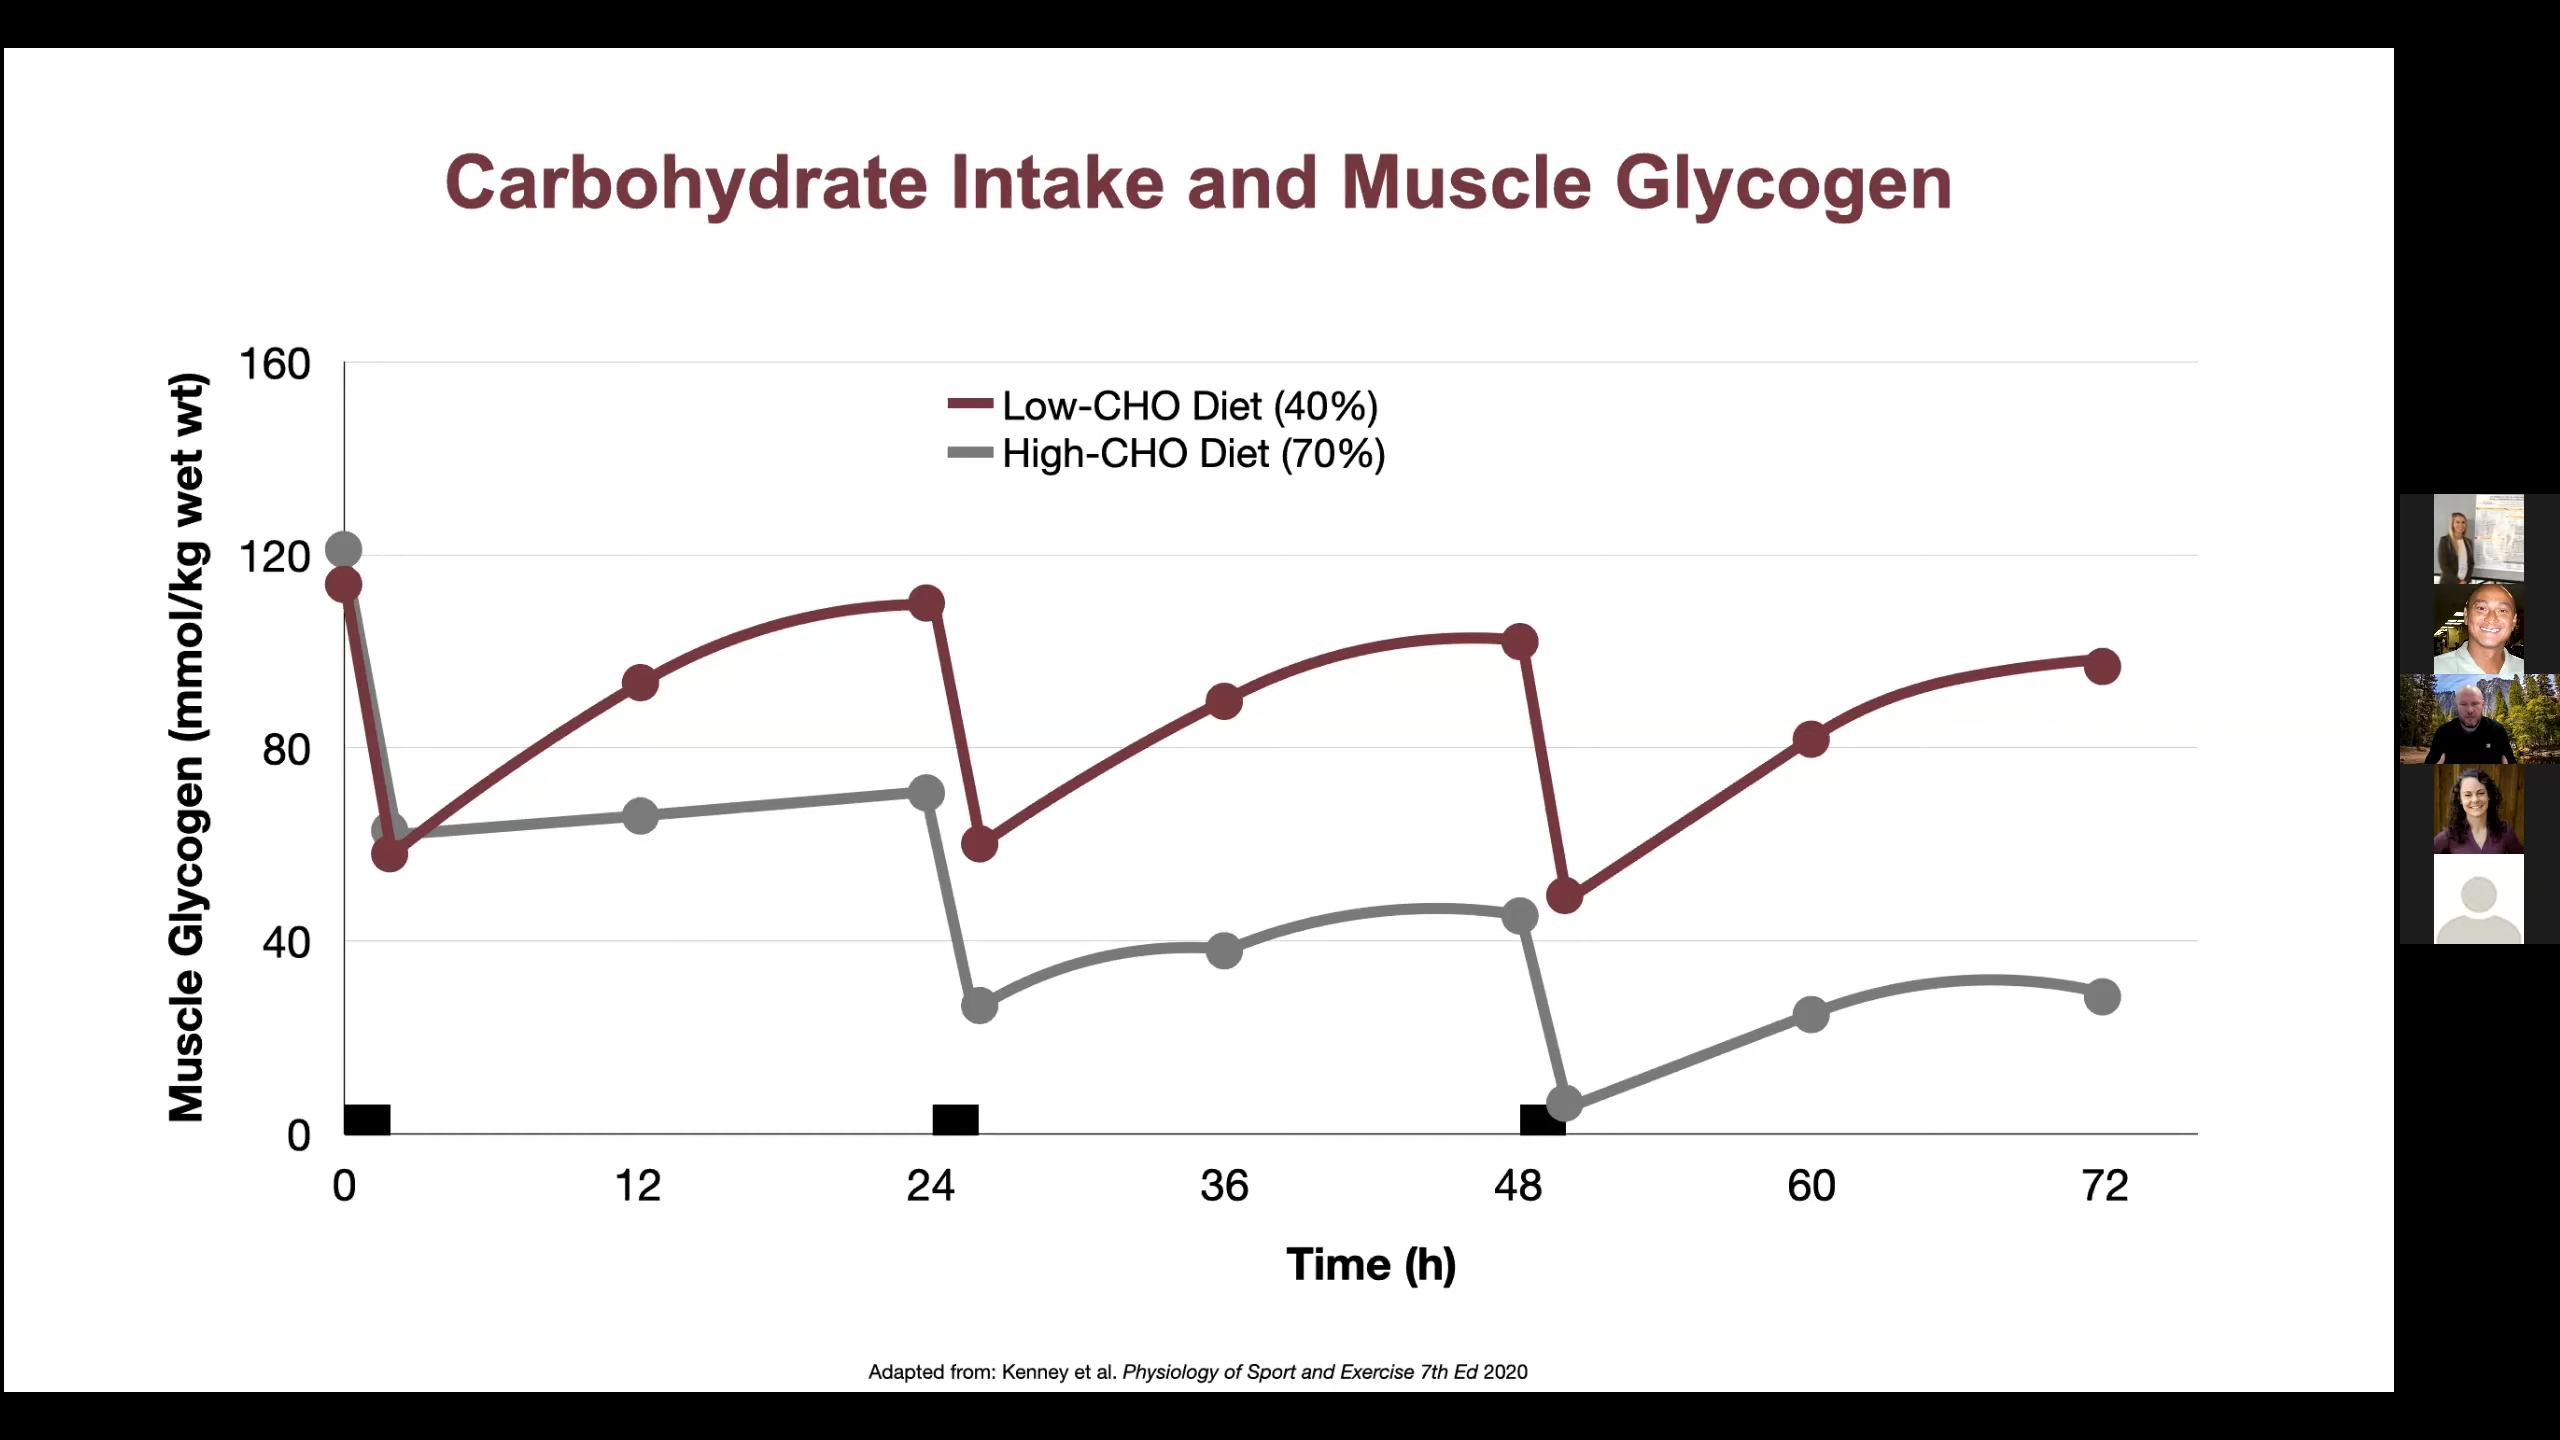 Carbohydrate Intake and Muscle Glycogen
Muscle Glycogen (mmol/kg wet wt)
160
120
80
40
0
Low-CHO Diet (40%)
High-CHO Diet (70%)
0 12 24 36 48 60 72
Time (h)
Adapted from: Kenney et al. Physiology of Sport and Exercise 7th Ed 2020